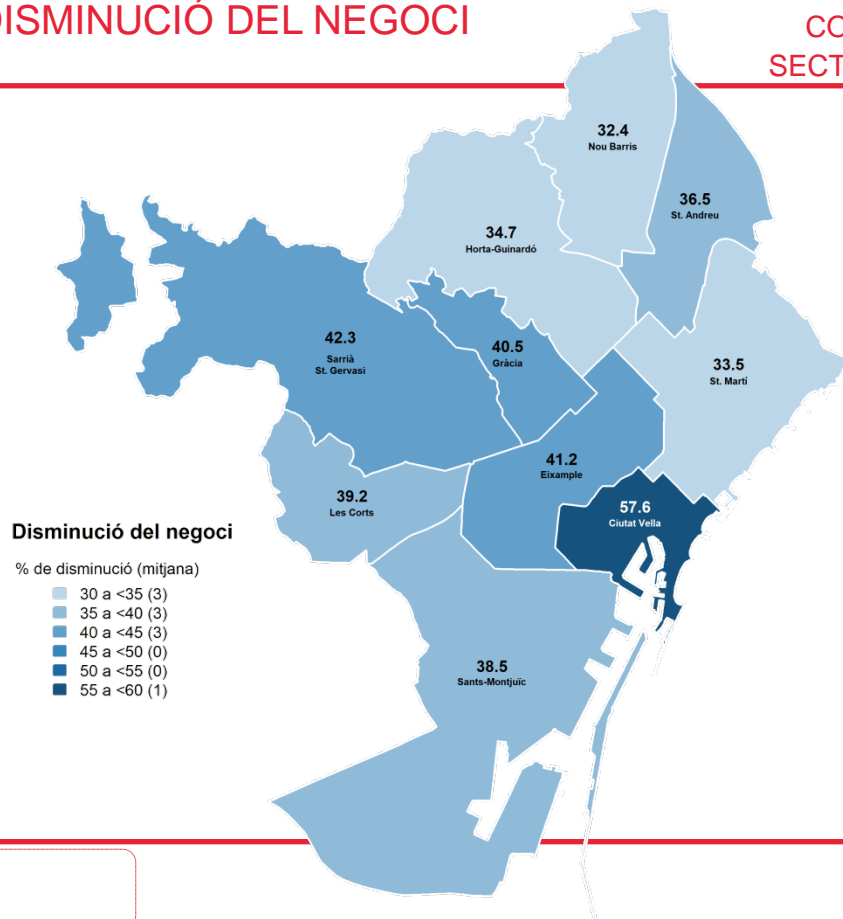 DISMINUCIÓ DEL NEGOCI
CO
SECT
32.4
Nou Barris
36.5
St. Andreu
34.7
Horta-Guinardó
42.3
Sarrià
St. Gervasi
40.5
Gràcia
33.5
St. Martí
41.2
Eixample
39.2
Les Corts
57.6
Ciutat Vella
38.5
Sants-Montjuïc
Disminució del negoci
% de disminució (mitjana)
30 a <35 (3)
35 a <40 (3)
40 a <45 (3)
45 a <50 (0)
50 a <55 (0)
55 a <60 (1)